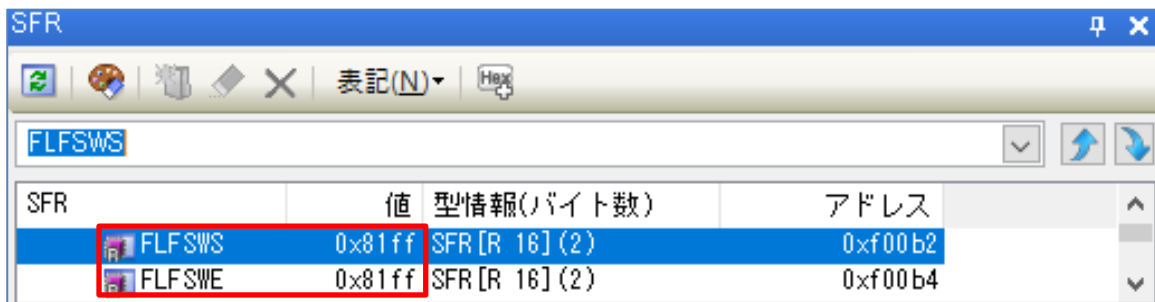 SFR
表記(N)▾ Hex
FLFSWS
SFR 値 型情報(バイト数) アドレス
R FLFSWS 0x81ff SFR[R 16](2) 0xf00b2
R FLFSWE 0x81ff SFR[R 16](2) 0xf00b4